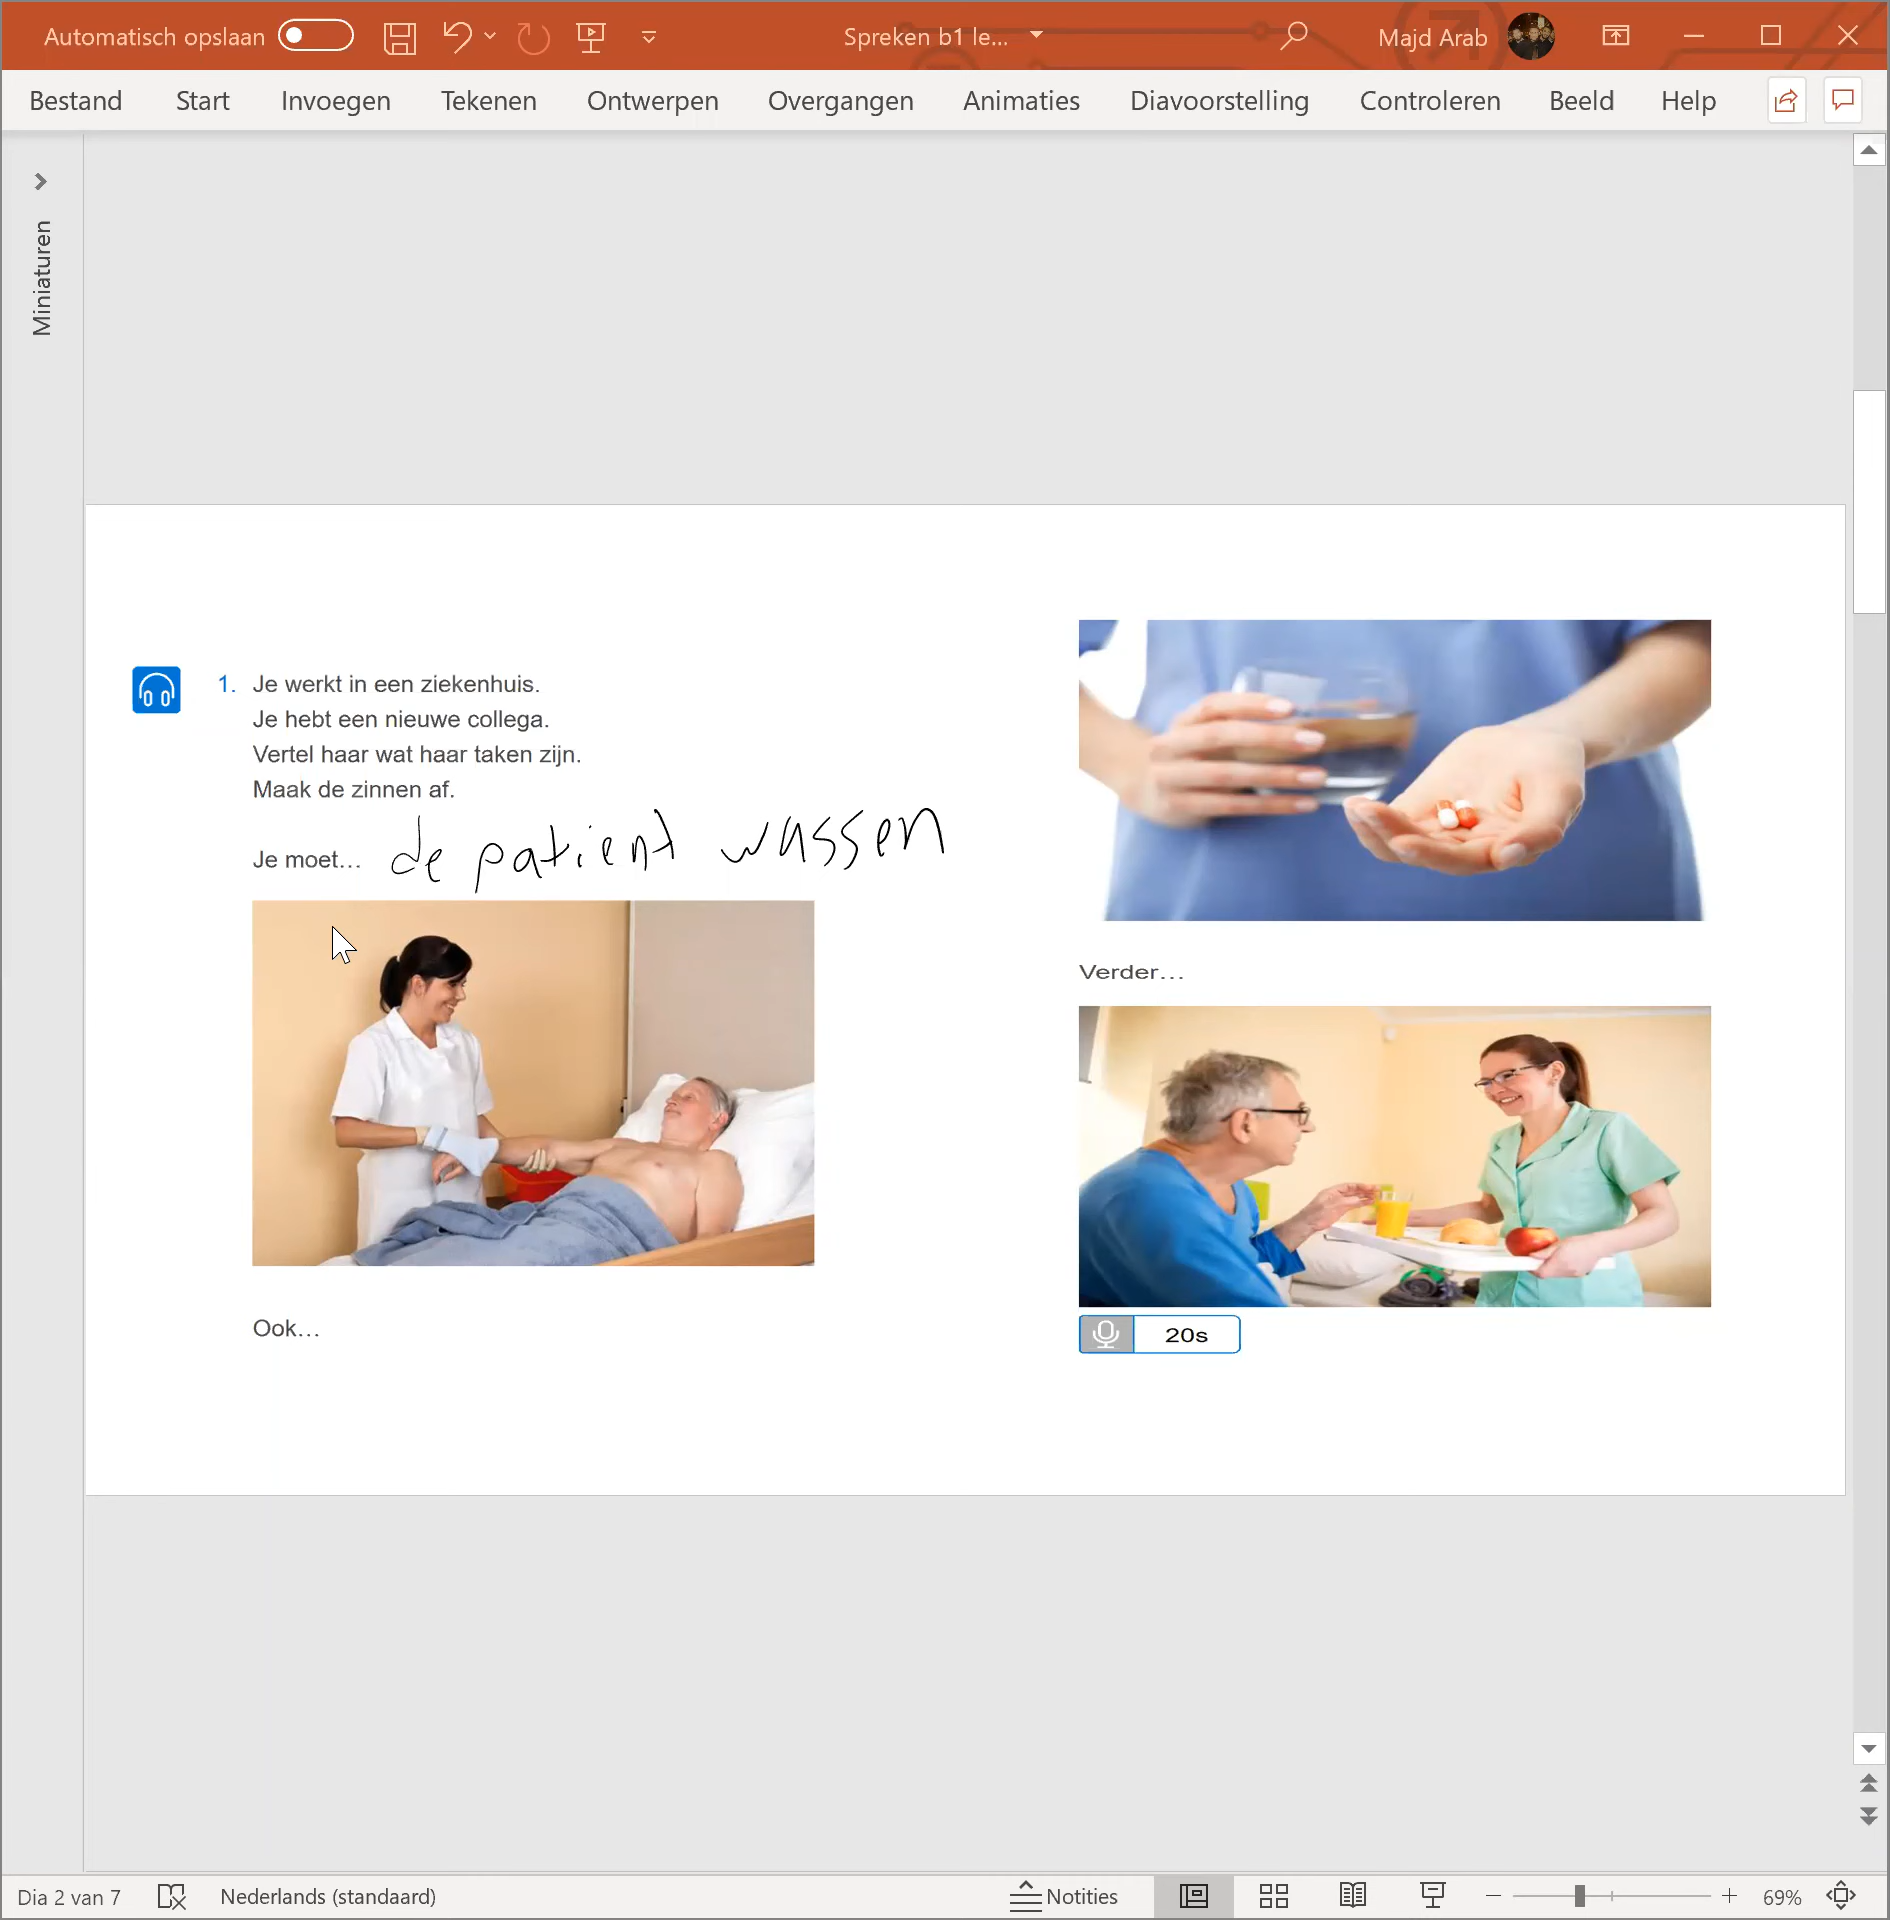 Automatisch opslaan
Spreken b1 le...
Majd Arab
Bestand Start Invoegen Tekenen Ontwerpen Overgangen Animaties Diavoorstelling Controleren Beeld Help
Miniaturen
1. Je werkt in een ziekenhuis.
Je hebt een nieuwe collega.
Vertel haar wat haar taken zijn.
Maak de zinnen af.
Je moet... de patient wassen
Ook...
Verder...
20s
Dia 2 van 7 Nederlands (standaard) Notities 69%